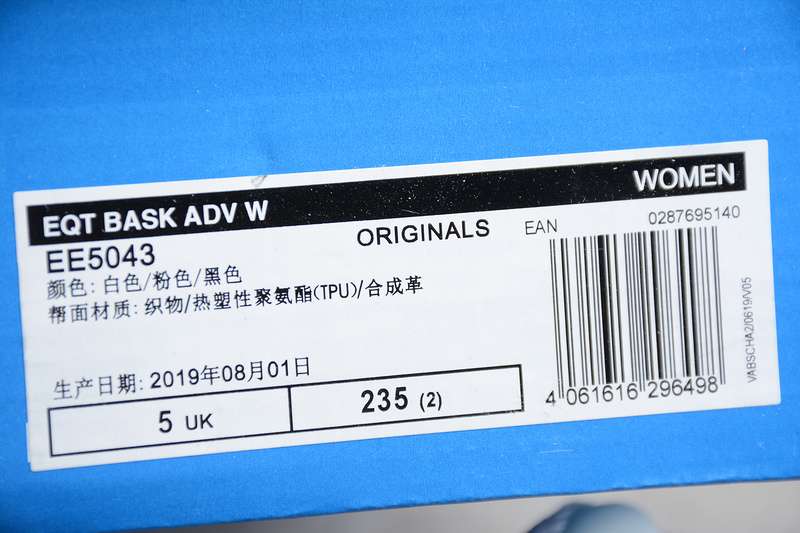 EQT BASK ADV W WOMEN
EE5043 ORIGINALS EAN 0287695140
颜色: 白色/粉色/黑色
帮面材质: 织物/热塑性聚氨酯(TPU)/合成革
生产日期: 2019年08月01日
5 UK 235 (2)
4 061616 296498
VABSCHA2/0619/V05